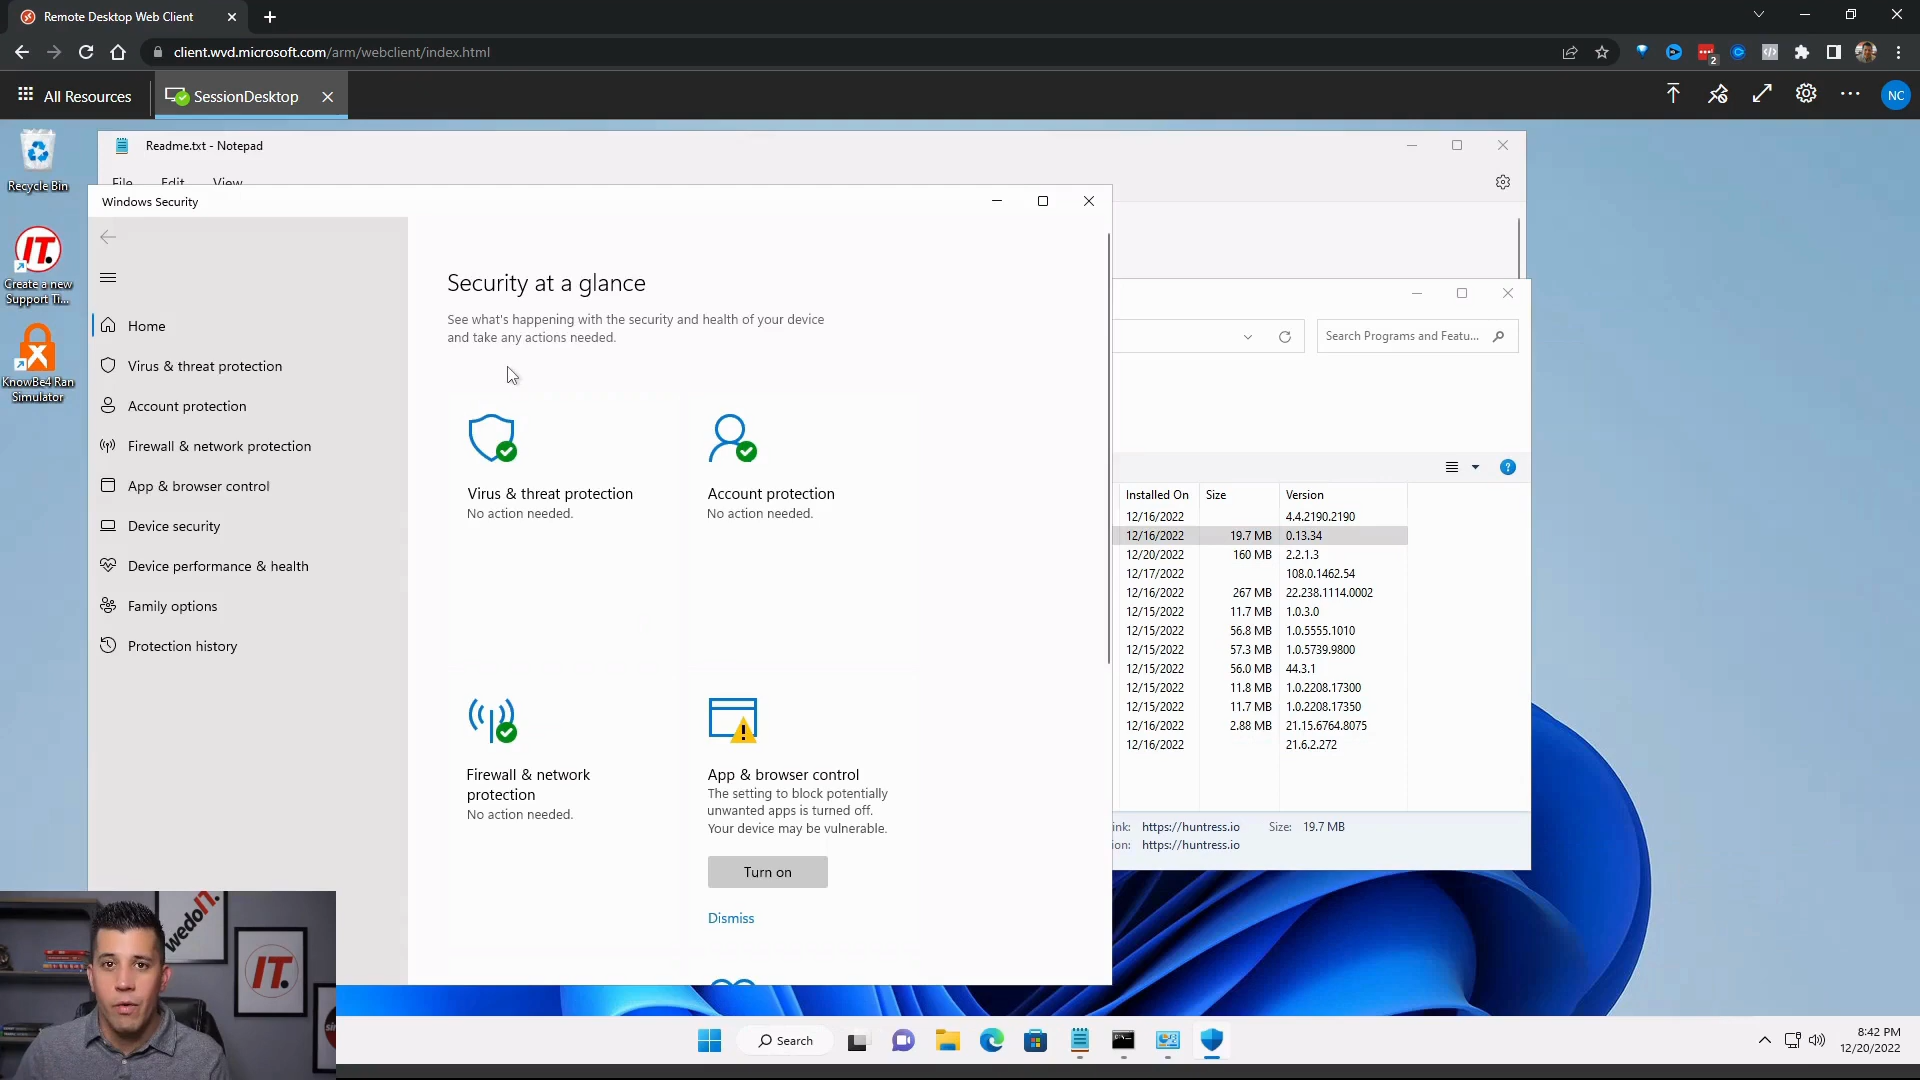 Remote Desktop Web Client
client.wvd.microsoft.com/arm/webclient/index.html
2
All Resources
SessionDesktop
NC
Recycle Bin
IT.
Create a new
Support Ti...
KnowBe4 Ran
Simulator
Readme.txt - Notepad
File Edit View
Windows Security
Home
Virus & threat protection
Account protection
Firewall & network protection
App & browser control
Device security
Device performance & health
Family options
Protection history
Security at a glance
See what's happening with the security and health of your device
and take any actions needed.
Virus & threat protection
No action needed.
Account protection
No action needed.
Firewall & network
protection
No action needed.
App & browser control
The setting to block potentially
unwanted apps is turned off.
Your device may be vulnerable.
Turn on
Dismiss
Search Programs and Featu...
Installed On Size Version
12/16/2022 4.4.2190.2190
12/16/2022 19.7 MB 0.13.34
12/20/2022 160 MB 2.2.1.3
12/17/2022 108.0.1462.54
12/16/2022 267 MB 22.238.1114.0002
12/15/2022 11.7 MB 1.0.3.0
12/15/2022 56.8 MB 1.0.5555.1010
12/15/2022 57.3 MB 1.0.5739.9800
12/15/2022 56.0 MB 44.3.1
12/15/2022 11.8 MB 1.0.2208.17300
12/15/2022 11.7 MB 1.0.2208.17350
12/16/2022 2.88 MB 21.15.6764.8075
12/16/2022 21.6.2.272
ink: https://huntress.io Size: 19.7 MB
ion: https://huntress.io
wedoIT.
IT.
Search
8:42 PM
12/20/2022